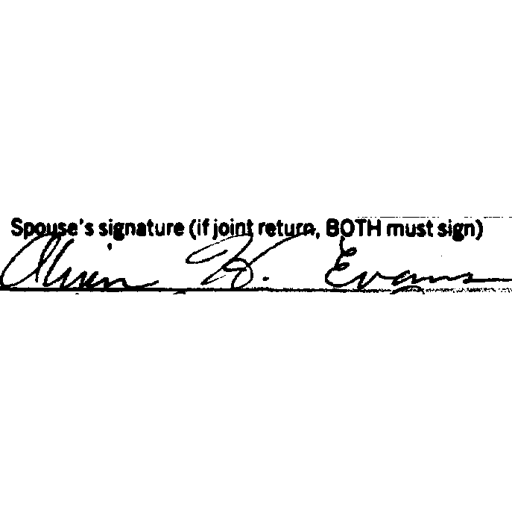 Spouse's signature (if joint return, BOTH must sign)
H. Evans